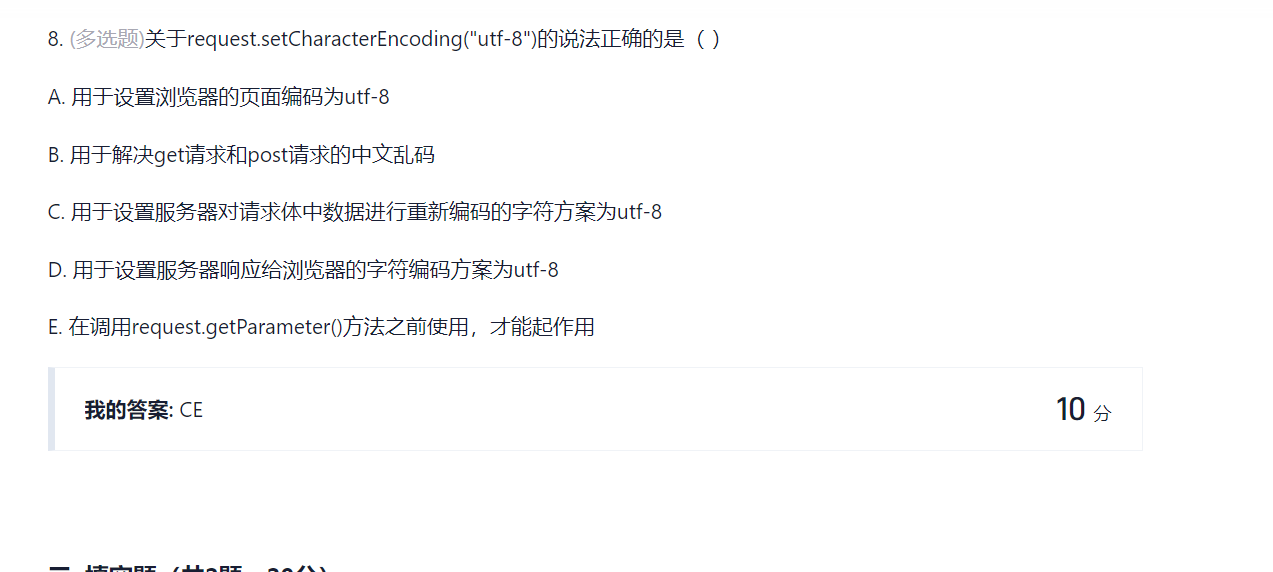 8. (多选题)关于request.setCharacterEncoding("utf-8")的说法正确的是（ ）
A. 用于设置浏览器的页面编码为utf-8
B. 用于解决get请求和post请求的中文乱码
C. 用于设置服务器对请求体中数据进行重新编码的字符方案为utf-8
D. 用于设置服务器响应给浏览器的字符编码方案为utf-8
E. 在调用request.getParameter()方法之前使用，才能起作用
我的答案: CE
10 分